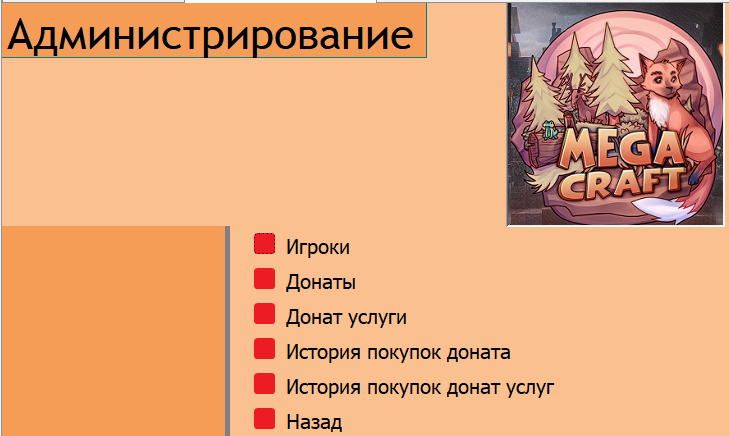 Администрирование
MEGA
CRAFT
Игроки
Донаты
Донат услуги
История покупок доната
История покупок донат услуг
Назад